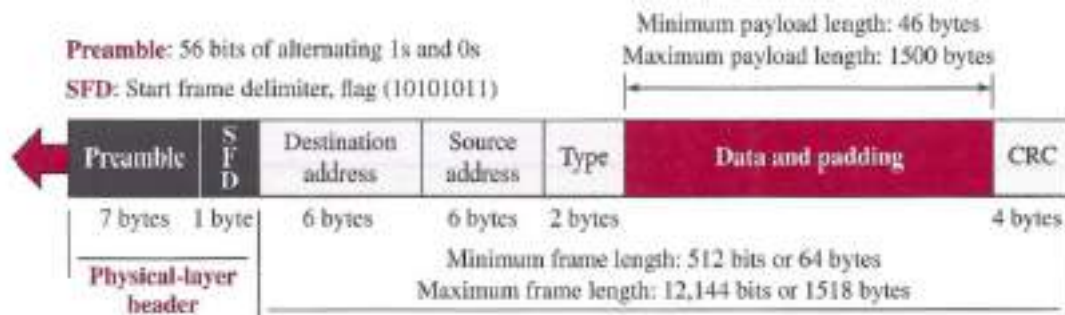 Minimum payload length: 46 bytes
Preamble: 56 bits of alternating 1s and 0s
Maximum payload length: 1500 bytes
SFD: Start frame delimiter, flag (10101011)
Preamble
SFD
Destination
address
Source
address
Type
Data and padding
CRC
7 bytes
1 byte
6 bytes
6 bytes
2 bytes
4 bytes
Physical-layer
header
Minimum frame length: 512 bits or 64 bytes
Maximum frame length: 12,144 bits or 1518 bytes